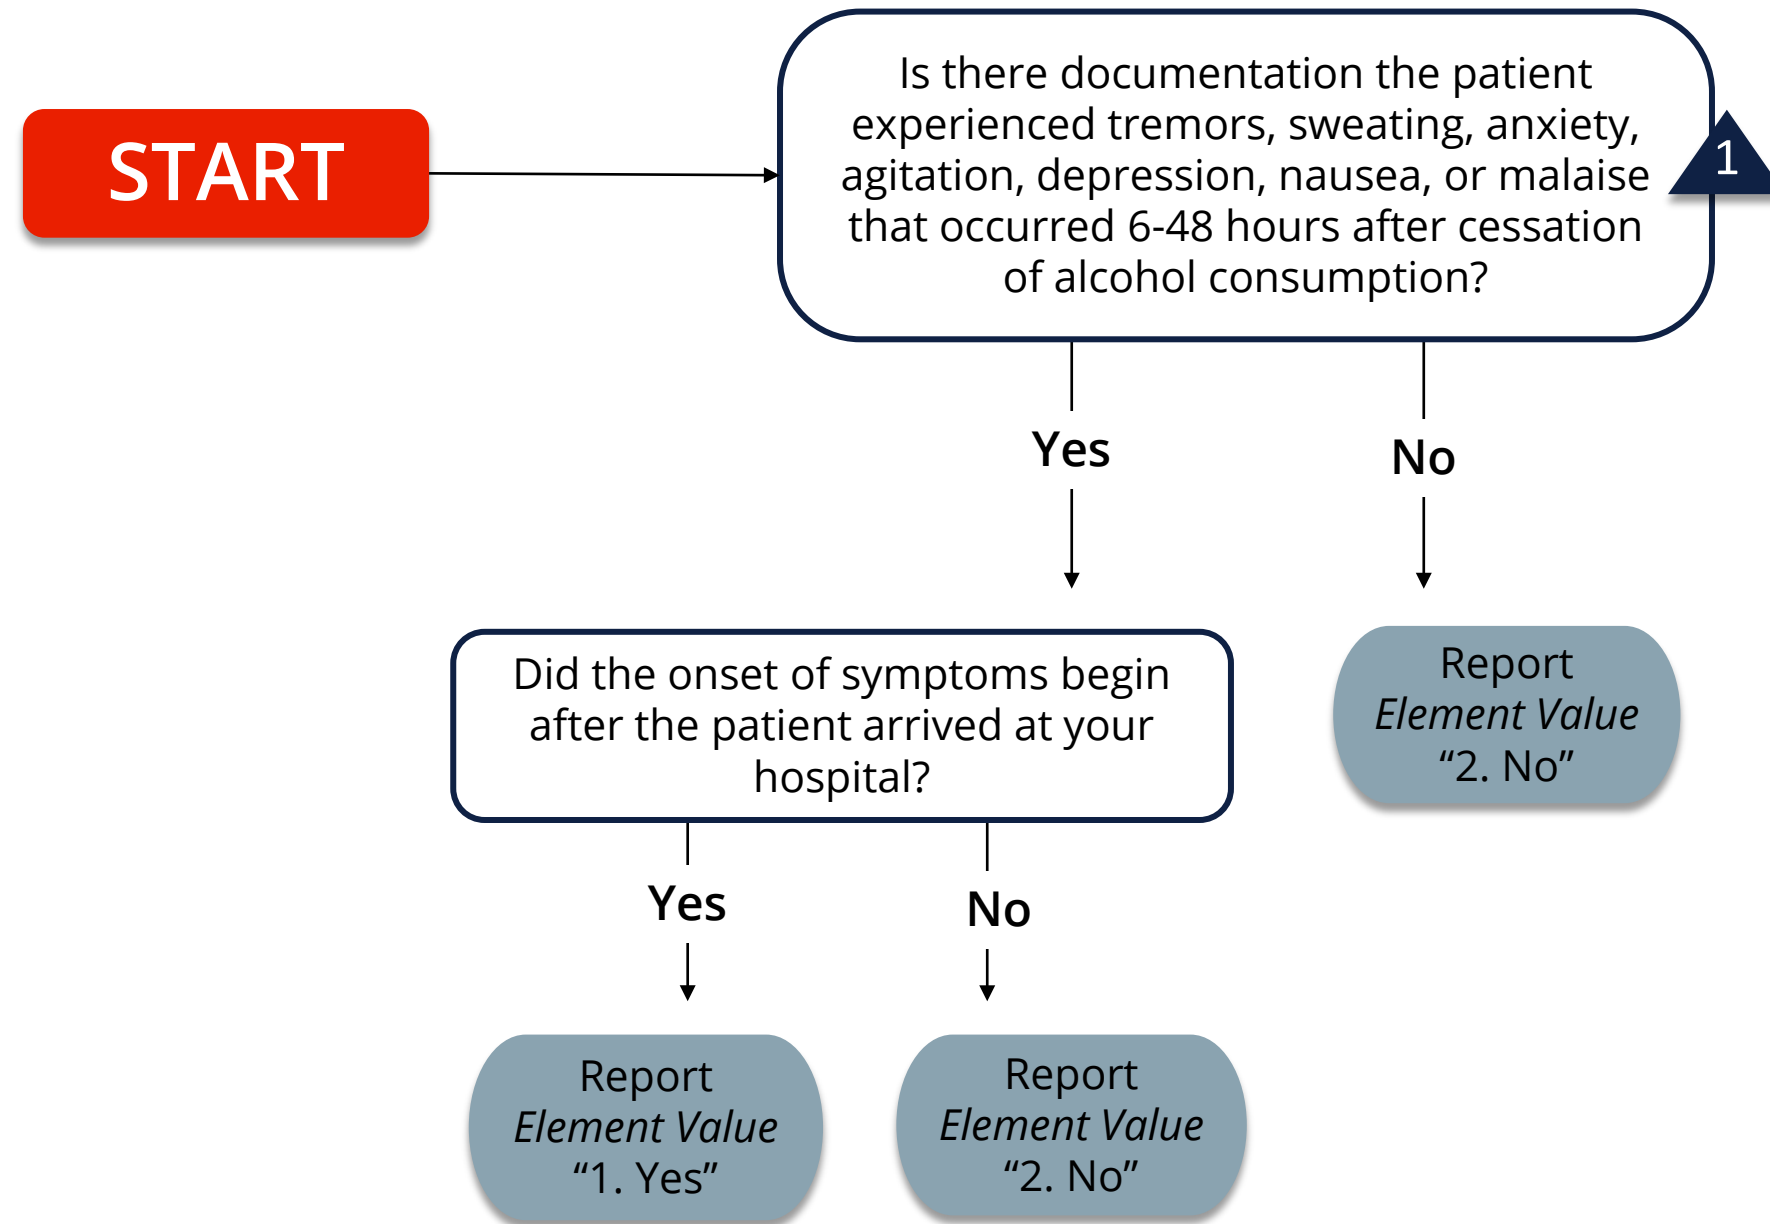 START
Is there documentation the patient
experienced tremors, sweating, anxiety,
agitation, depression, nausea, or malaise
that occurred 6-48 hours after cessation
of alcohol consumption?
1
Yes
No
Did the onset of symptoms begin
after the patient arrived at your
hospital?
Report
Element Value
“2. No”
Yes
No
Report
Element Value
“1. Yes”
Report
Element Value
“2. No”